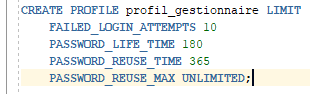 CREATE PROFILE profil_gestionnaire LIMIT
FAILED_LOGIN_ATTEMPTS 10
PASSWORD_LIFE_TIME 180
PASSWORD_REUSE_TIME 365
PASSWORD_REUSE_MAX UNLIMITED;